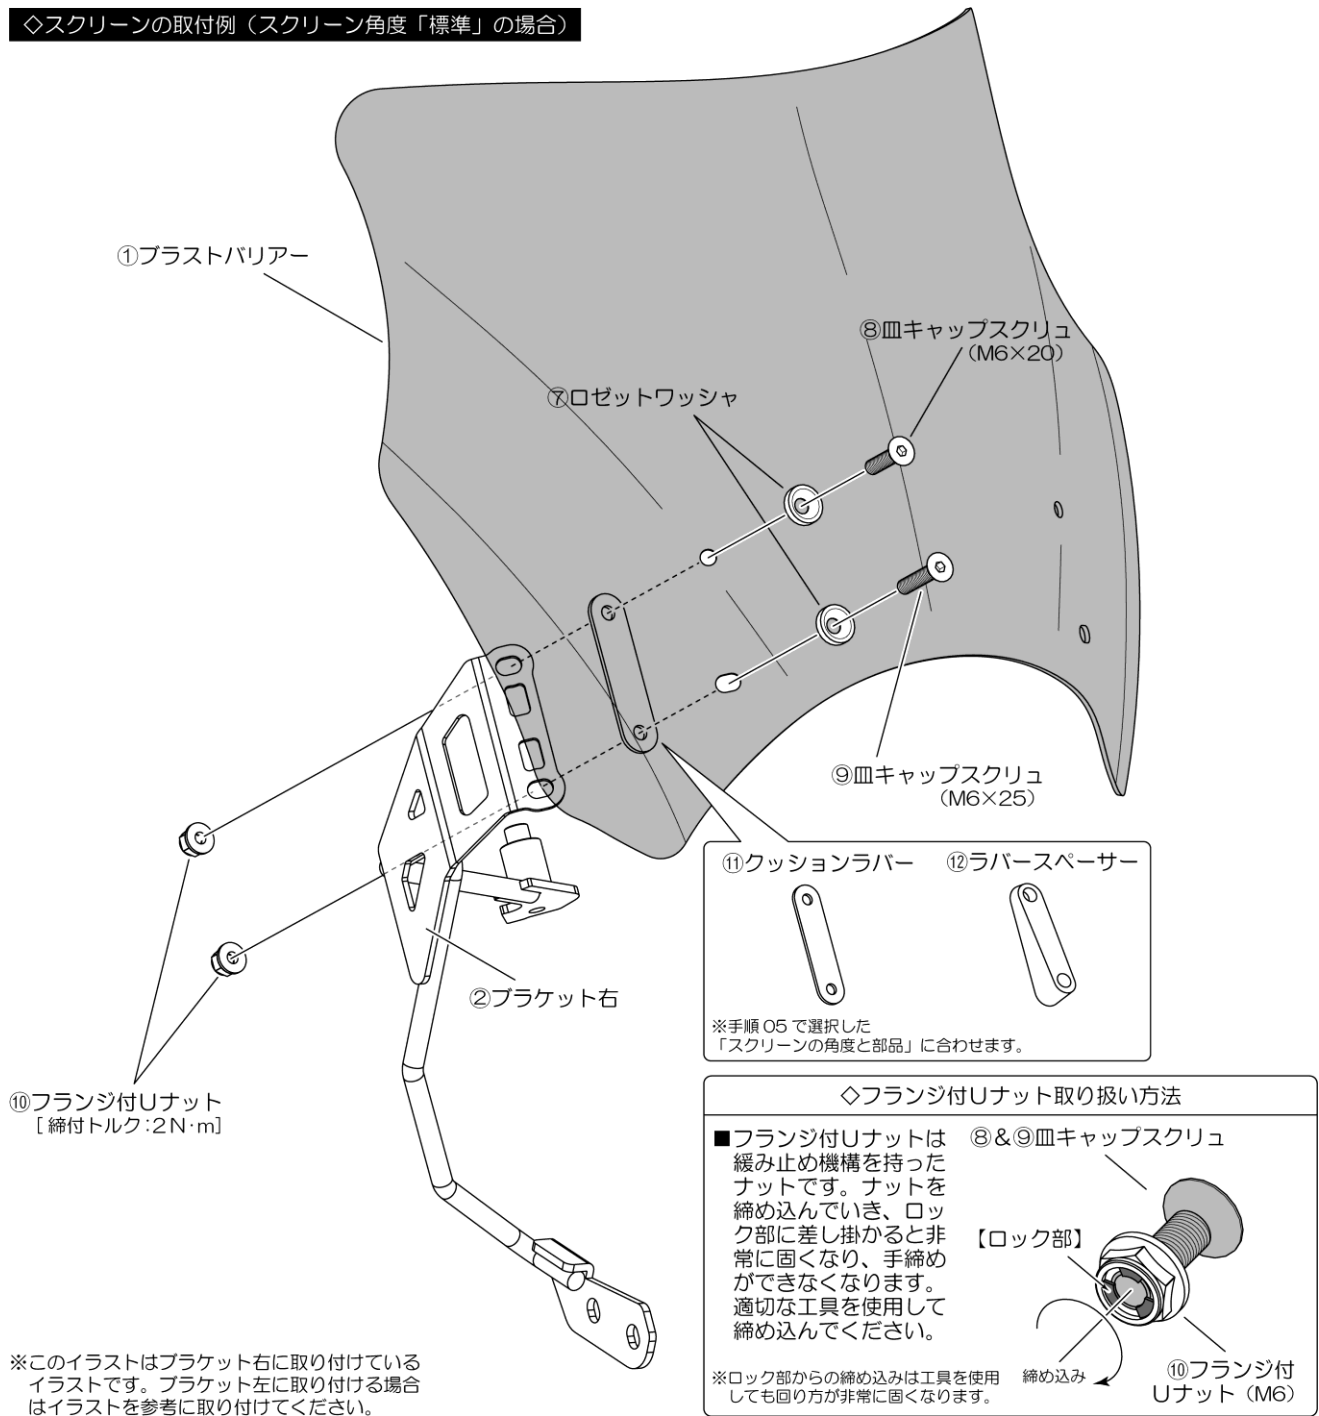 ◇スクリーンの取付例（スクリーン角度「標準」の場合）
①ブラストバリアー
⑧皿キャップスクリュ
（M6×20）
⑦ロゼットワッシャ
⑨皿キャップスクリュ
（M6×25）
⑪クッションラバー
⑫ラバースペーサー
※手順 05 で選択した
「スクリーンの角度と部品」に合わせます。
②ブラケット右
⑩フランジ付Uナット
[ 締付トルク：2N·m]
◇フランジ付Uナット取り扱い方法
■フランジ付Uナットは
緩み止め機構を持った
ナットです。ナットを
締め込んでいき、ロッ
ク部に差し掛かると非
常に固くなり、手締め
ができなくなります。
適切な工具を使用して
締め込んでください。
※ロック部からの締め込みは工具を使用
しても回り方が非常に固くなります。
⑧＆⑨皿キャップスクリュ
【ロック部】
締め込み
⑩フランジ付
Uナット（M6）
※このイラストはブラケット右に取り付けている
イラストです。ブラケット左に取り付ける場合
はイラストを参考に取り付けてください。